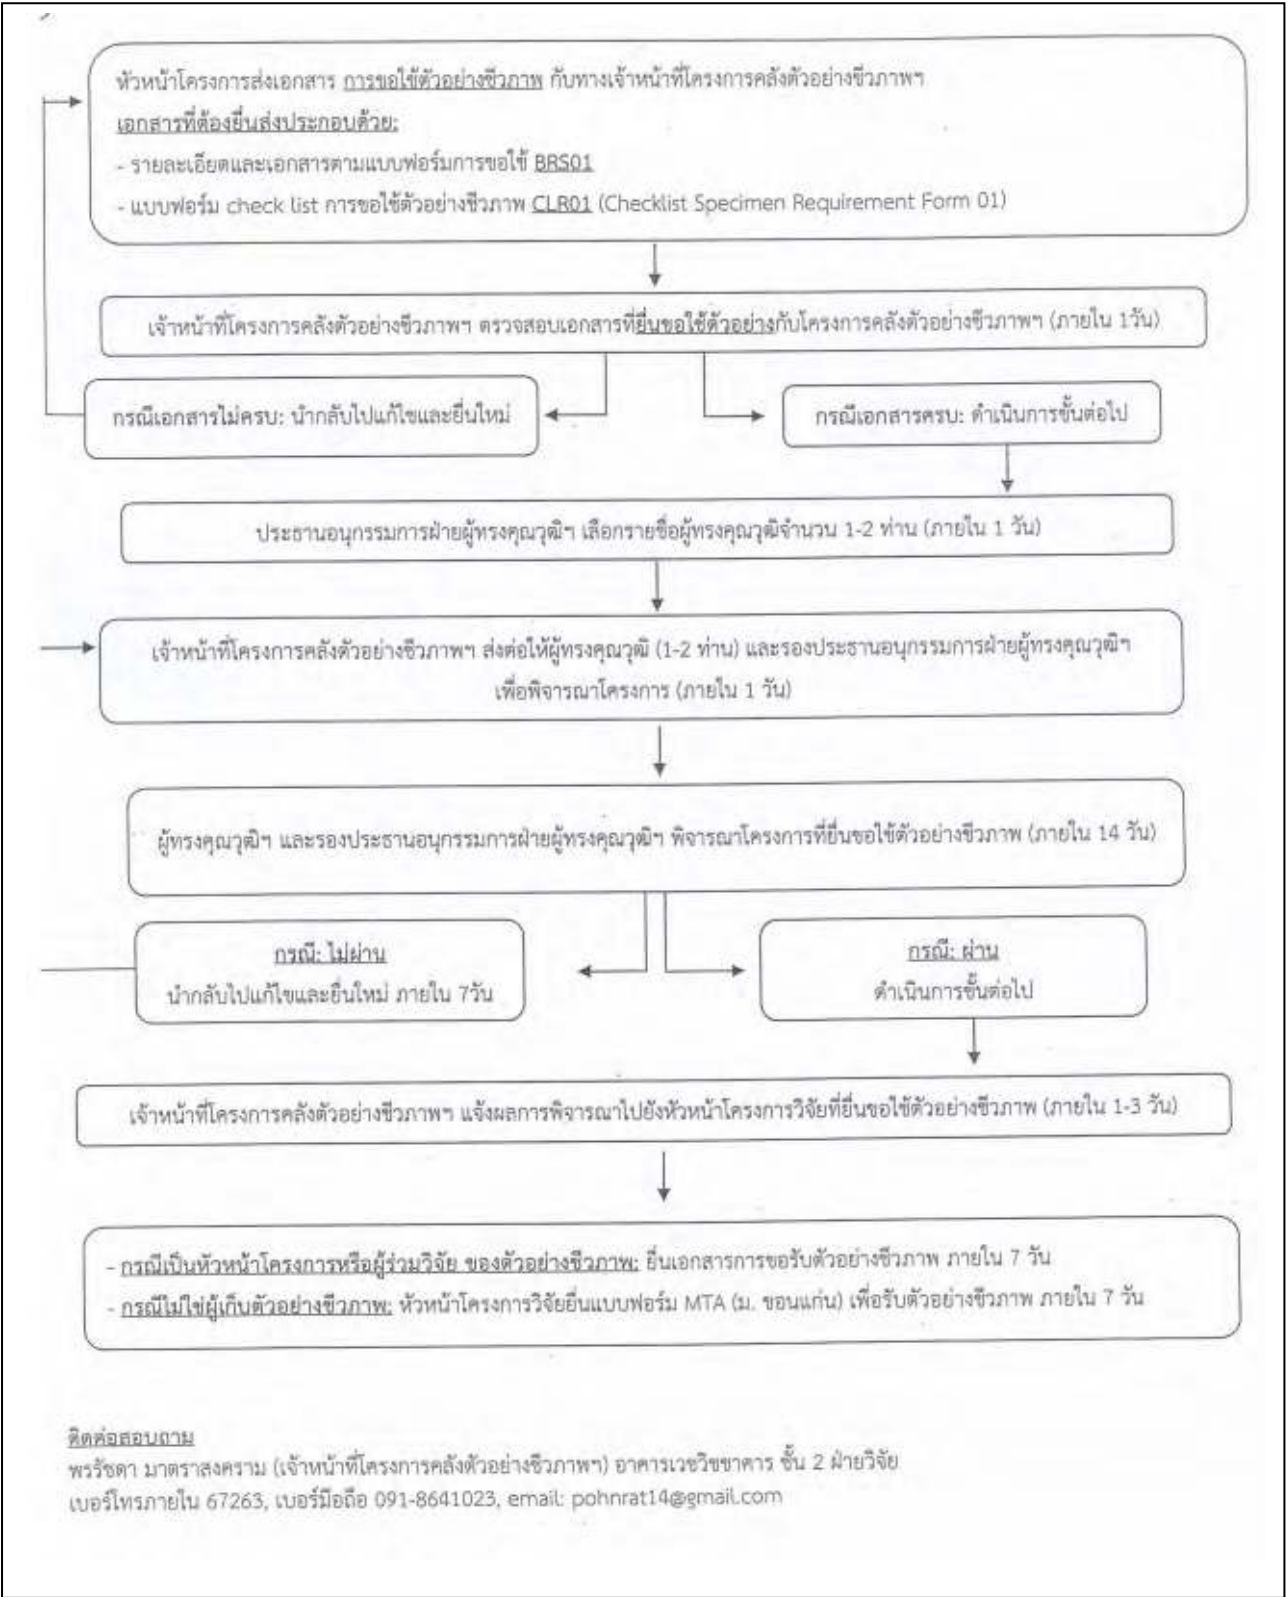 หัวหน้าโครงการส่งเอกสาร การขอใช้ตัวอย่างชีวภาพ กับทางเจ้าหน้าที่โครงการคลังตัวอย่างชีวภาพฯ
เอกสารที่ต้องยื่นส่งประกอบด้วย:
- รายละเอียดและเอกสารตามแบบฟอร์มการขอใช้ BRS01
- แบบฟอร์ม check list การขอใช้ตัวอย่างชีวภาพ CLR01 (Checklist Specimen Requirement Form 01)
เจ้าหน้าที่โครงการคลังตัวอย่างชีวภาพฯ ตรวจสอบเอกสารที่ยื่นขอใช้ตัวอย่างกับโครงการคลังตัวอย่างชีวภาพฯ (ภายใน 1วัน)
กรณีเอกสารไม่ครบ: นำกลับไปแก้ไขและยื่นใหม่
กรณีเอกสารครบ: ดำเนินการขั้นต่อไป
ประธานอนุกรรมการฝ่ายผู้ทรงคุณวุฒิฯ เลือกรายชื่อผู้ทรงคุณวุฒิจำนวน 1-2 ท่าน (ภายใน 1 วัน)
เจ้าหน้าที่โครงการคลังตัวอย่างชีวภาพฯ ส่งต่อให้ผู้ทรงคุณวุฒิ (1-2 ท่าน) และรองประธานอนุกรรมการฝ่ายผู้ทรงคุณวุฒิฯ
เพื่อพิจารณาโครงการ (ภายใน 1 วัน)
ผู้ทรงคุณวุฒิฯ และรองประธานอนุกรรมการฝ่ายผู้ทรงคุณวุฒิฯ พิจารณาโครงการที่ยื่นขอใช้ตัวอย่างชีวภาพ (ภายใน 14 วัน)
กรณี: ไม่ผ่าน
นำกลับไปแก้ไขและยื่นใหม่ ภายใน 7วัน
กรณี: ผ่าน
ดำเนินการขั้นต่อไป
เจ้าหน้าที่โครงการคลังตัวอย่างชีวภาพฯ แจ้งผลการพิจารณาไปยังหัวหน้าโครงการวิจัยที่ยื่นขอใช้ตัวอย่างชีวภาพ (ภายใน 1-3 วัน)
- กรณีเป็นหัวหน้าโครงการหรือผู้ร่วมวิจัย ของตัวอย่างชีวภาพ: ยื่นเอกสารการขอรับตัวอย่างชีวภาพ ภายใน 7 วัน
- กรณีไม่ใช่ผู้เก็บตัวอย่างชีวภาพ: หัวหน้าโครงการวิจัยยื่นแบบฟอร์ม MTA (ม. ขอนแก่น) เพื่อรับตัวอย่างชีวภาพ ภายใน 7 วัน
ติดต่อสอบถาม
พรรัชดา มาตราสงคราม (เจ้าหน้าที่โครงการคลังตัวอย่างชีวภาพฯ) อาคารเวชวิชชาคาร ชั้น 2 ฝ่ายวิจัย
เบอร์โทรภายใน 67263, เบอร์มือถือ 091-8641023, email: pohnrat14@gmail.com